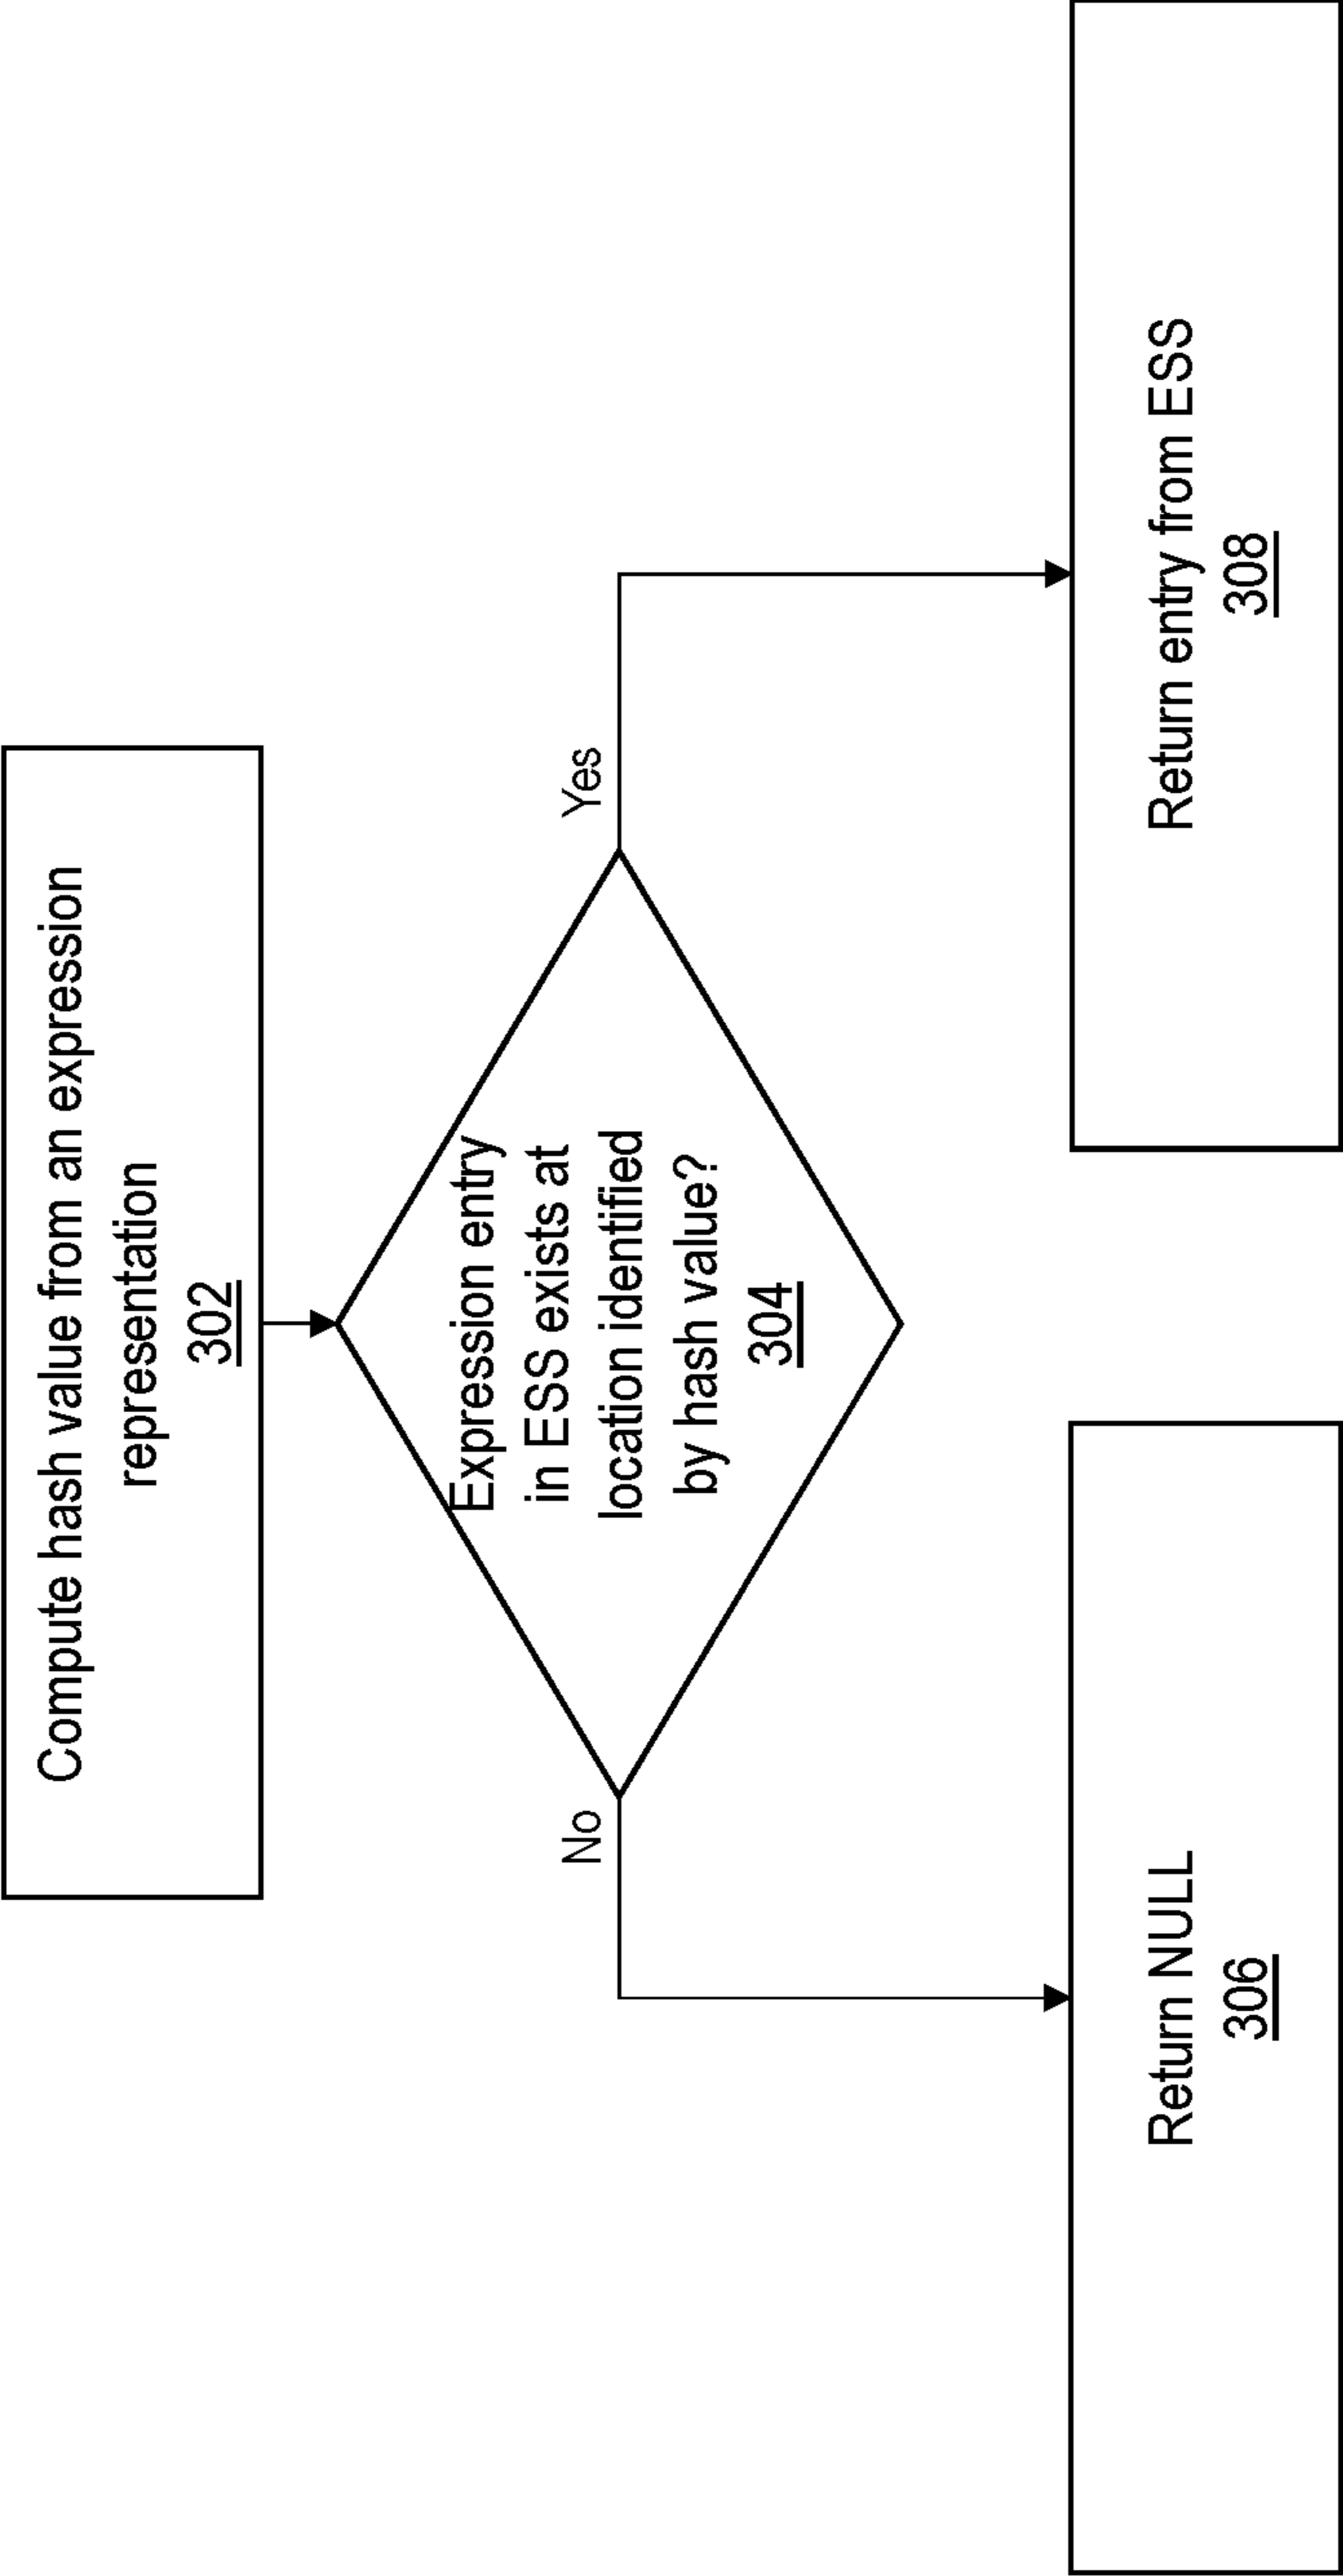 Compute hash value from an expression
representation
302
Expression entry
in ESS exists at
location identified
by hash value?
304
No
Yes
Return NULL
306
Return entry from ESS
308